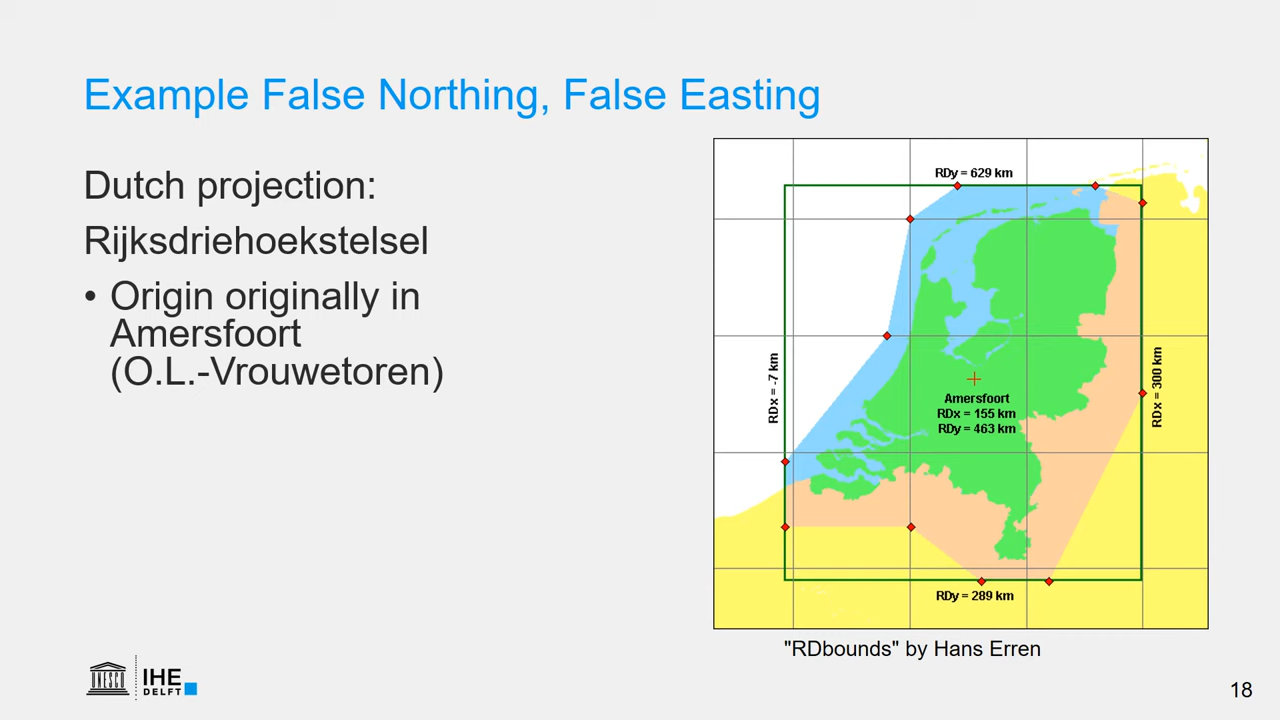 Example False Northing, False Easting
Dutch projection:
Rijksdriehoekstelsel
• Origin originally in
Amersfoort
(O.L.-Vrouwetoren)
RDy = 629 km
RDx = -7 km
RDx = 300 km
Amersfoort
RDx = 155 km
RDy = 463 km
RDy = 289 km
"RDbounds" by Hans Erren
UNESCO
IHE
DELFT
18